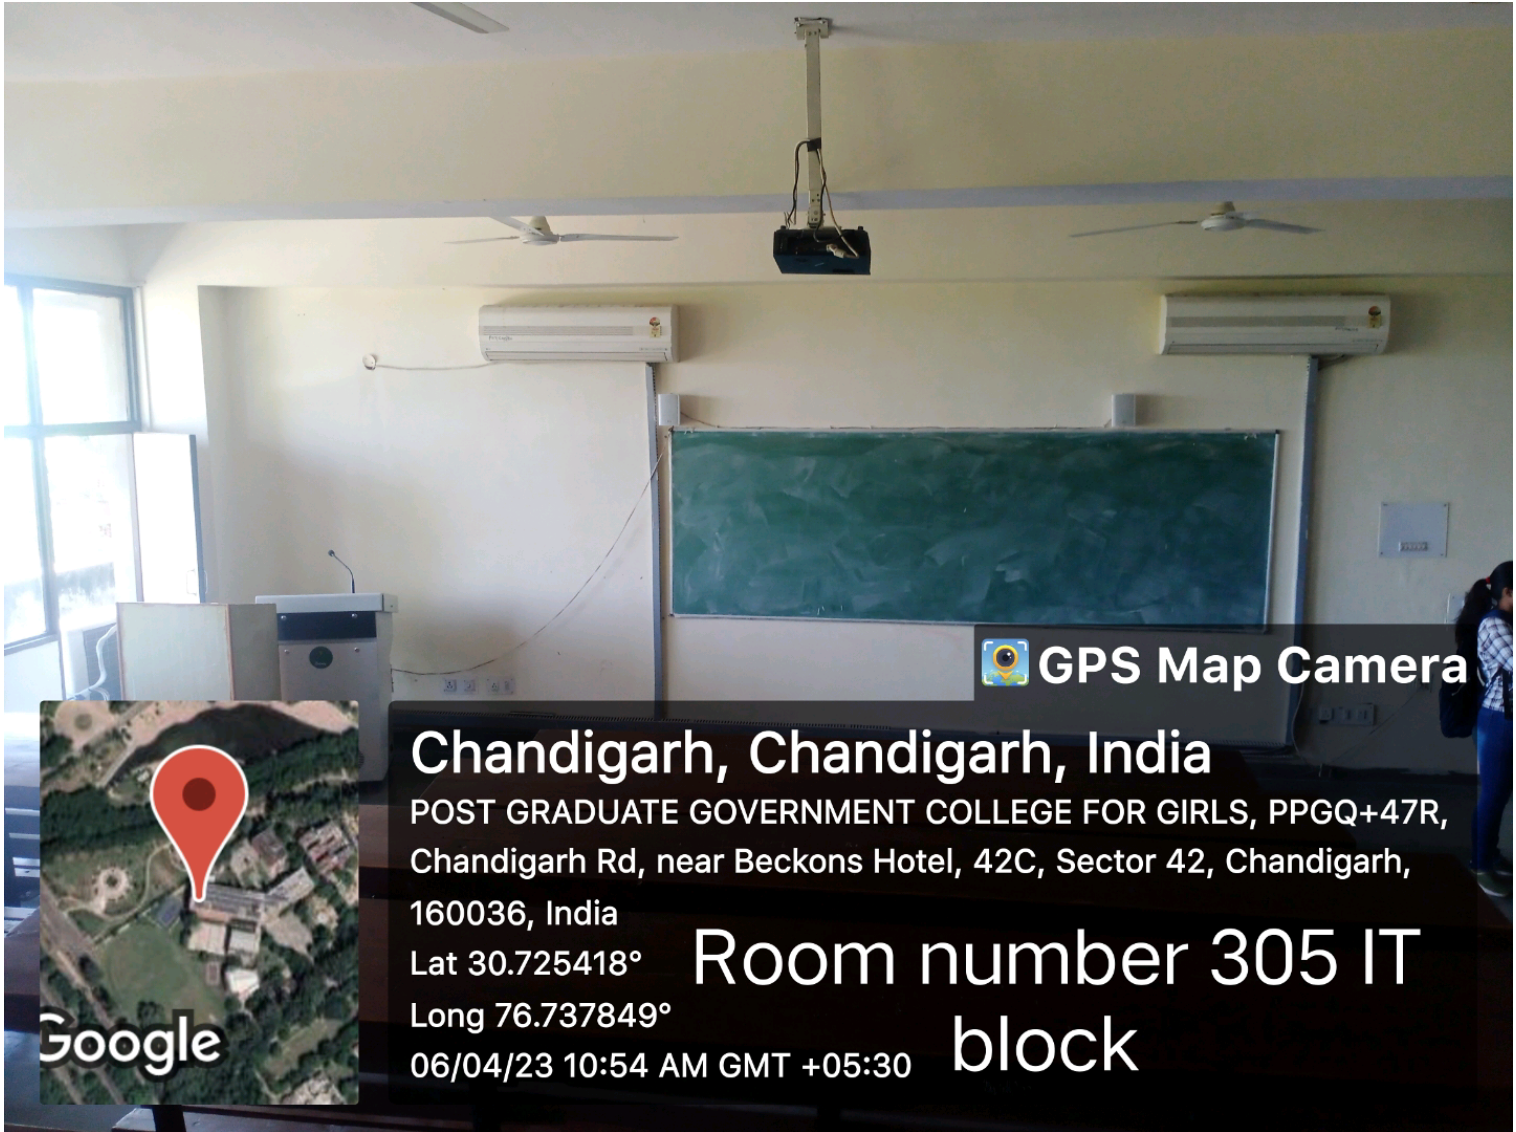 GPS Map Camera
Chandigarh, Chandigarh, India
POST GRADUATE GOVERNMENT COLLEGE FOR GIRLS, PPGQ+47R,
Chandigarh Rd, near Beckons Hotel, 42C, Sector 42, Chandigarh,
160036, India
Lat 30.725418°
Long 76.737849°
06/04/23 10:54 AM GMT +05:30
Room number 305 IT
block
Google